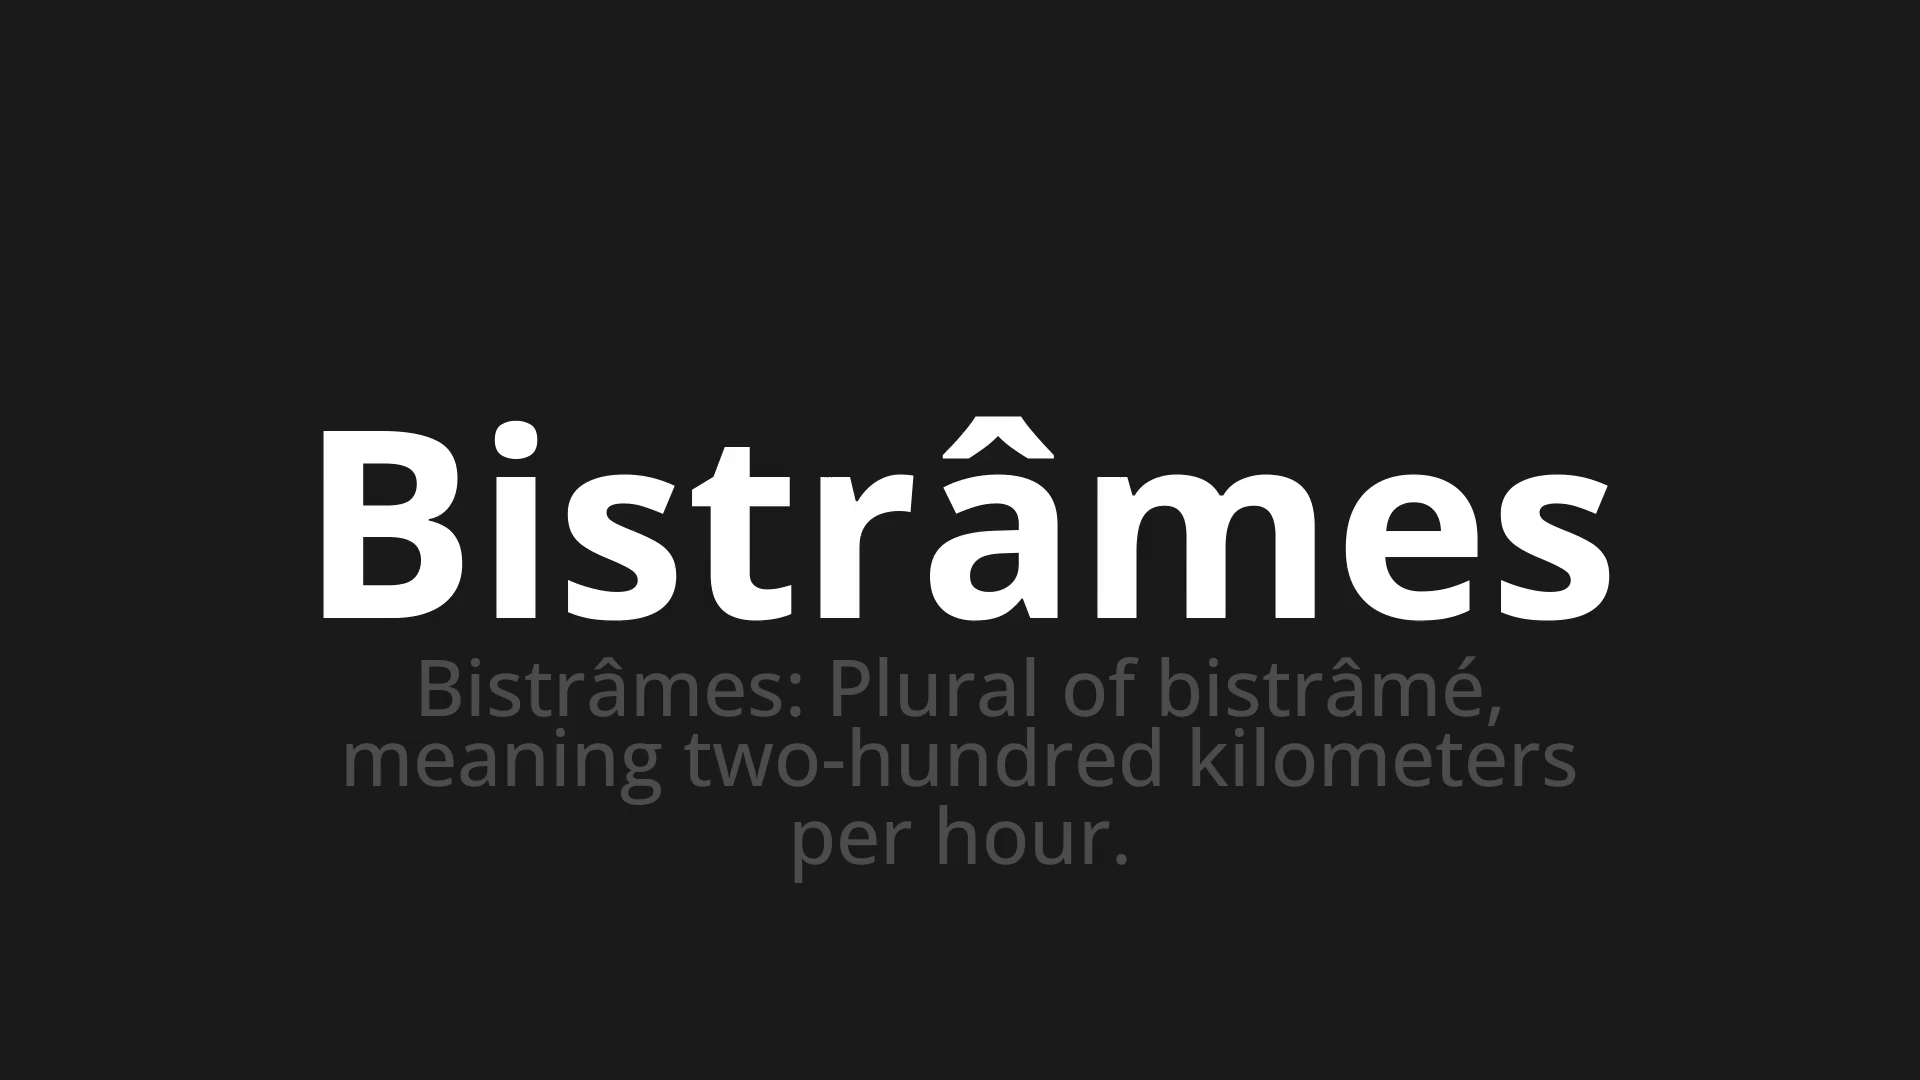 Bistrâmes
Bistrâmes: Plural of bistrâmé,
meaning two-hundred kilometers
per hour.